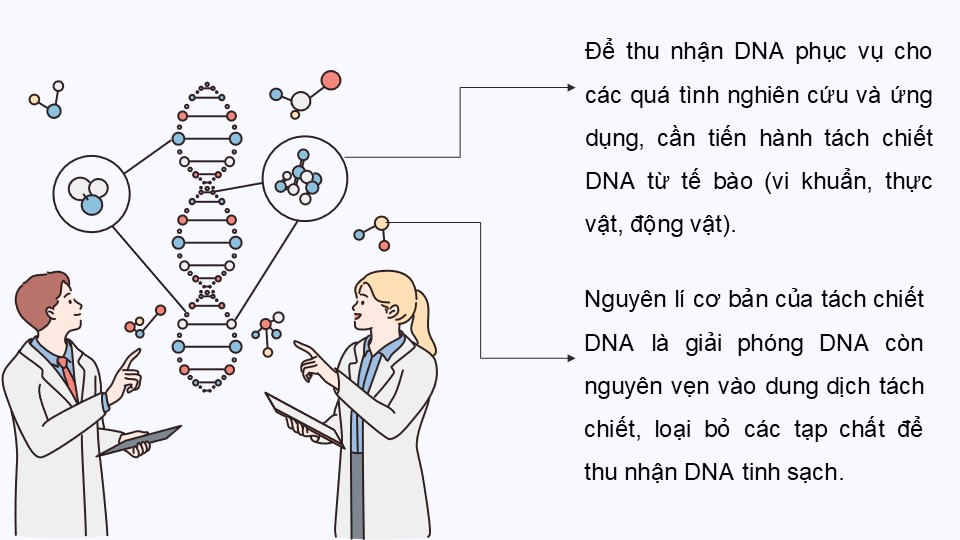 Để thu nhận DNA phục vụ cho
các quá tình nghiên cứu và ứng
dụng, cần tiến hành tách chiết
DNA từ tế bào (vi khuẩn, thực
vật, động vật).
Nguyên lí cơ bản của tách chiết
DNA là giải phóng DNA còn
nguyên vẹn vào dung dịch tách
chiết, loại bỏ các tạp chất để
thu nhận DNA tinh sạch.